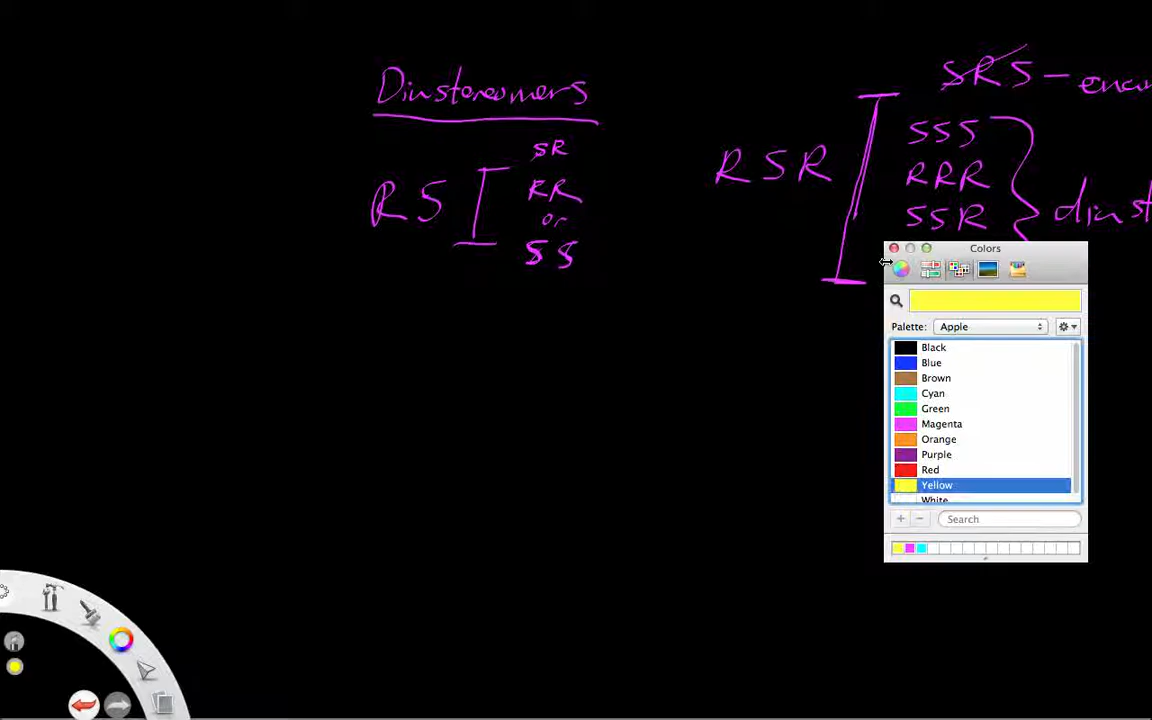 Diastereomers
RS
SR
RR
or
SS
SRS - enan
RSR
SSS
RRR
SSR
diast
Colors
Palette: Apple
Black
Blue
Brown
Cyan
Green
Magenta
Orange
Purple
Red
Yellow
White
Search